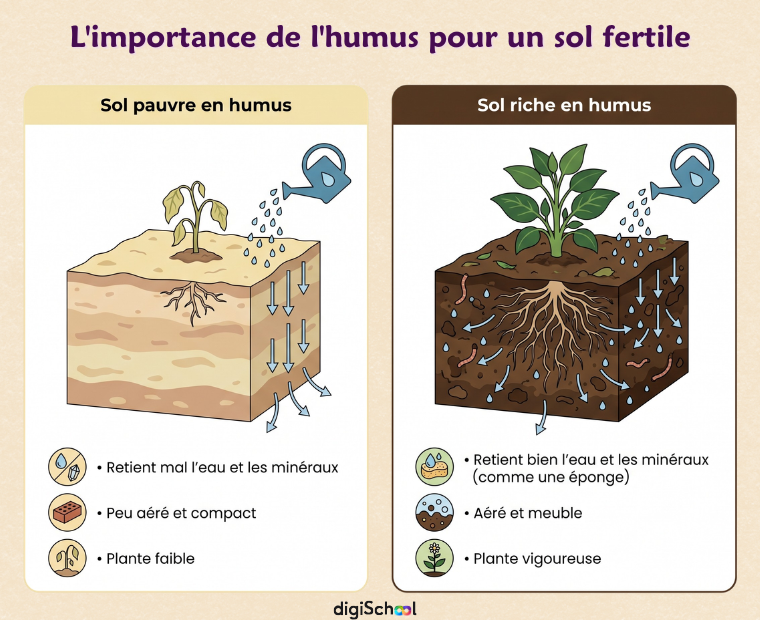 L'importance de l'humus pour un sol fertile
Sol pauvre en humus
• Retient mal l'eau et les minéraux
• Peu aéré et compact
• Plante faible
Sol riche en humus
• Retient bien l'eau et les minéraux
(comme une éponge)
• Aéré et meuble
• Plante vigoureuse
digiSchool